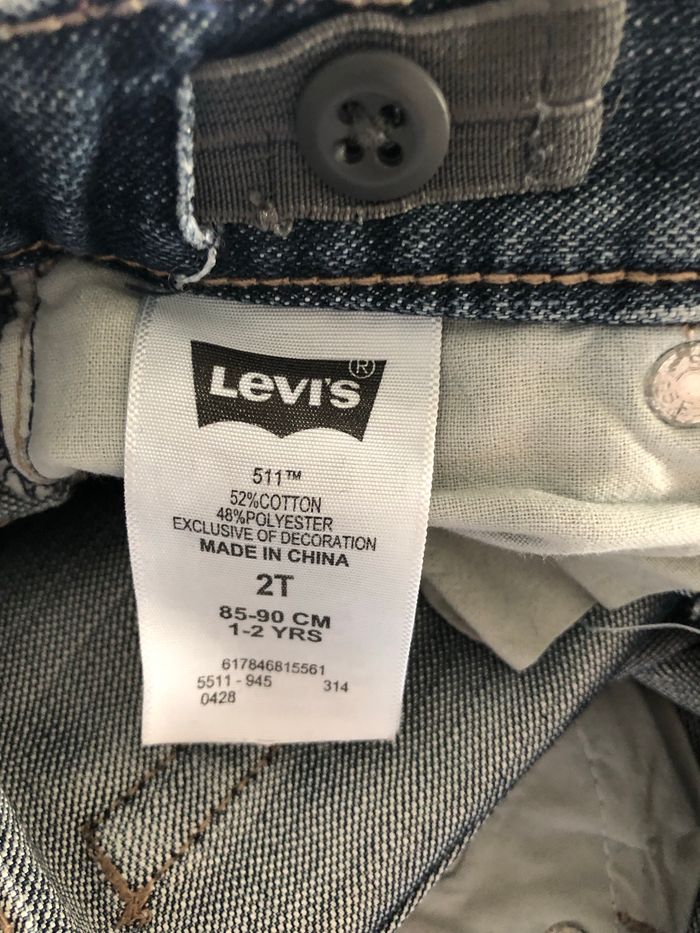 LEVI'S®
511™
52%COTTON
48%POLYESTER
EXCLUSIVE OF DECORATION
MADE IN CHINA
2T
85-90 CM
1-2 YRS
617846815561
5511 - 945 314
0428